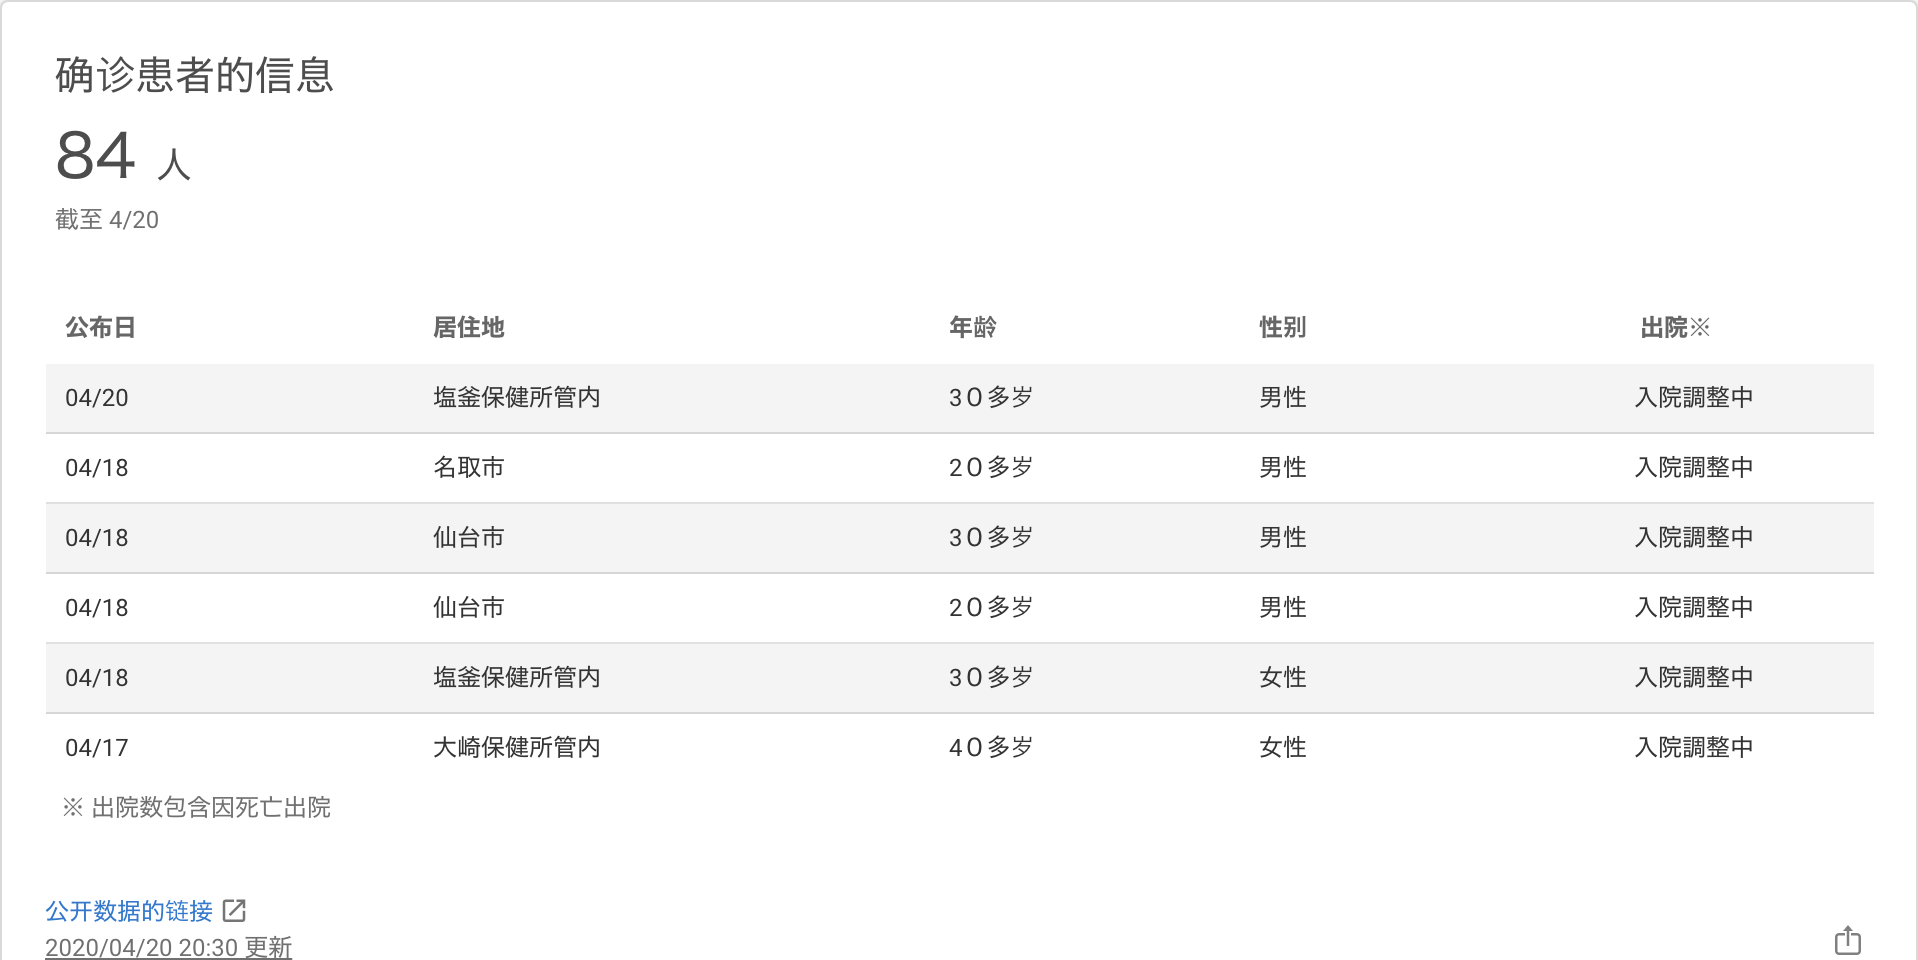 确诊患者的信息
84 人
截至 4/20
公布日 居住地 年龄 性别 出院※
04/20 塩釜保健所管内 3０多岁 男性 入院調整中
04/18 名取市 2０多岁 男性 入院調整中
04/18 仙台市 3０多岁 男性 入院調整中
04/18 仙台市 2０多岁 男性 入院調整中
04/18 塩釜保健所管内 3０多岁 女性 入院調整中
04/17 大崎保健所管内 4０多岁 女性 入院調整中
※ 出院数包含因死亡出院
公开数据的链接
2020/04/20 20:30 更新